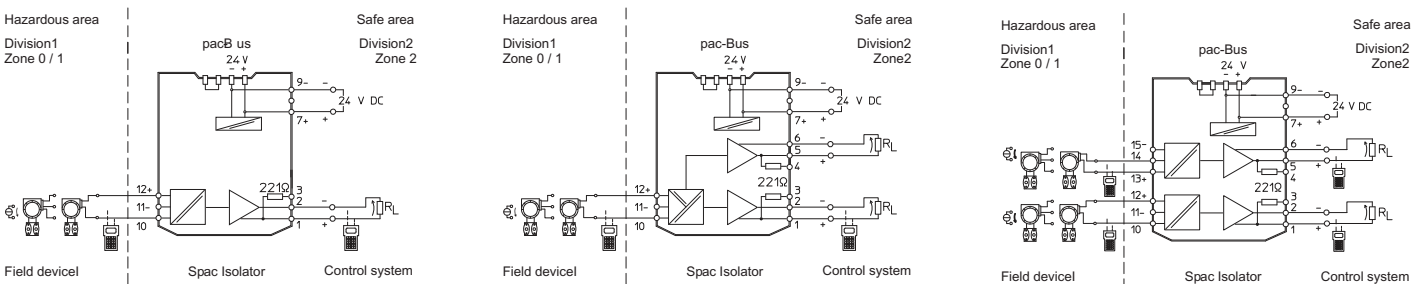 Hazardous area
Safe area
Division1
Zone 0 / 1
pacB us
24 V
- +
Division2
Zone 2
9-
-
24 V DC
7+
+
12+
11-
10
221Ω
3
2
1
-
+
RL
Field devicel
Spac Isolator
Control system
Hazardous area
Safe area
Division1
Zone 0 / 1
pac-Bus
24 V
- +
Division2
Zone2
9-
-
24 V DC
7+
+
6
5
4
-
+
RL
12+
11-
10
221Ω
3
2
1
-
+
RL
Field devicel
Spac Isolator
Control system
Hazardous area
Safe area
Division1
Zone 0 / 1
pac-Bus
24 V
- +
Division2
Zone2
9-
-
24 V DC
7+
+
15-
14
13+
6
5
4
-
+
RL
12+
11-
10
221Ω
3
2
1
-
+
RL
Field devicel
Spac Isolator
Control system